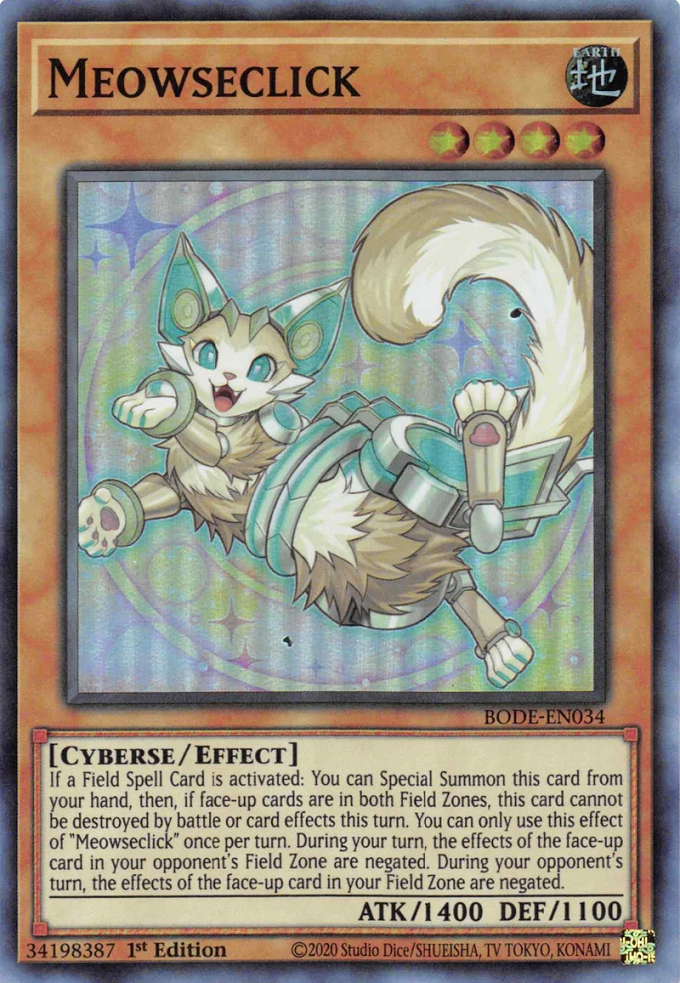 MEOWSECLICK
EARTH
地
BODE-EN034
[CYBERSE/EFFECT]
If a Field Spell Card is activated: You can Special Summon this card from
your hand, then, if face-up cards are in both Field Zones, this card cannot
be destroyed by battle or card effects this turn. You can only use this effect
of "Meowseclick" once per turn. During your turn, the effects of the face-up
card in your opponent's Field Zone are negated. During your opponent's
turn, the effects of the face-up card in your Field Zone are negated.
ATK/1400 DEF/1100
34198387 1st Edition ©2020 Studio Dice/SHUEISHA, TV TOKYO, KONAMI